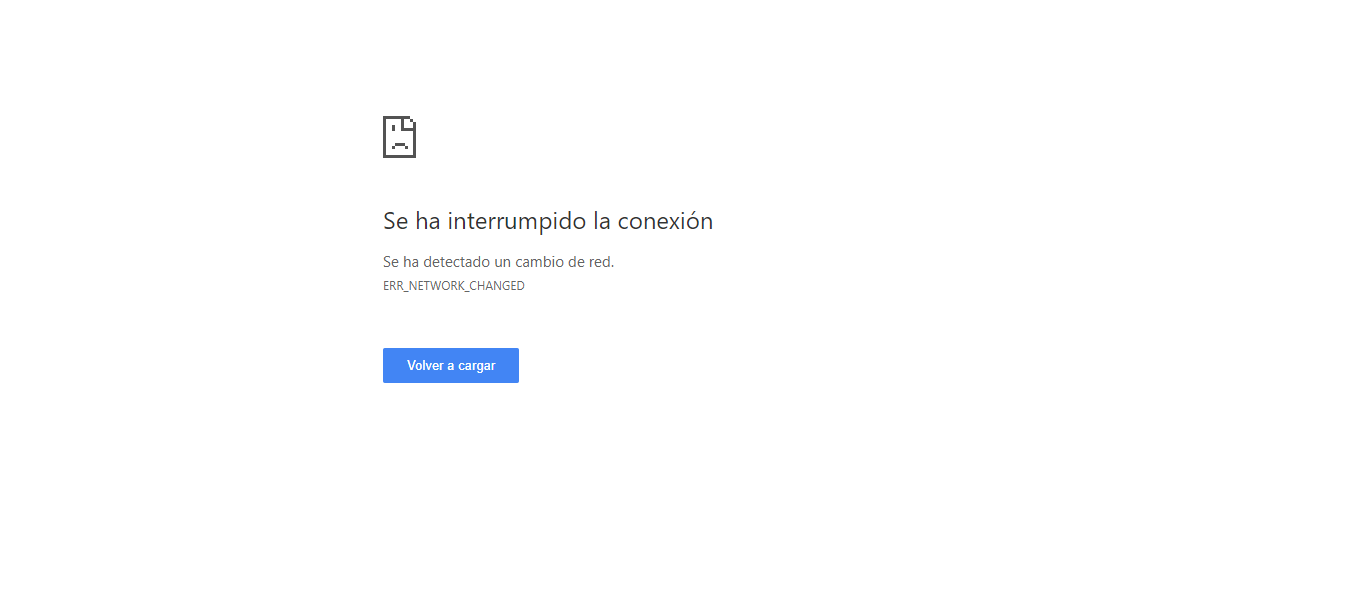 Se ha interrumpido la conexión
Se ha detectado un cambio de red.
ERR_NETWORK_CHANGED
Volver a cargar